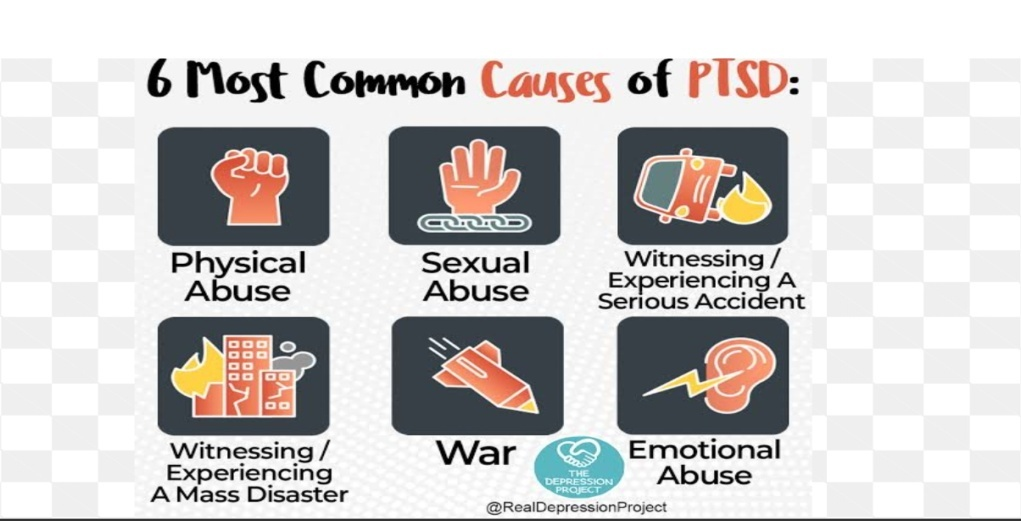 6 Most Common Causes of PTSD:
Physical
Abuse
Sexual
Abuse
Witnessing /
Experiencing A
Serious Accident
Witnessing /
Experiencing
A Mass Disaster
War
THE
DEPRESSION
PROJECT
Emotional
Abuse
@RealDepressionProject